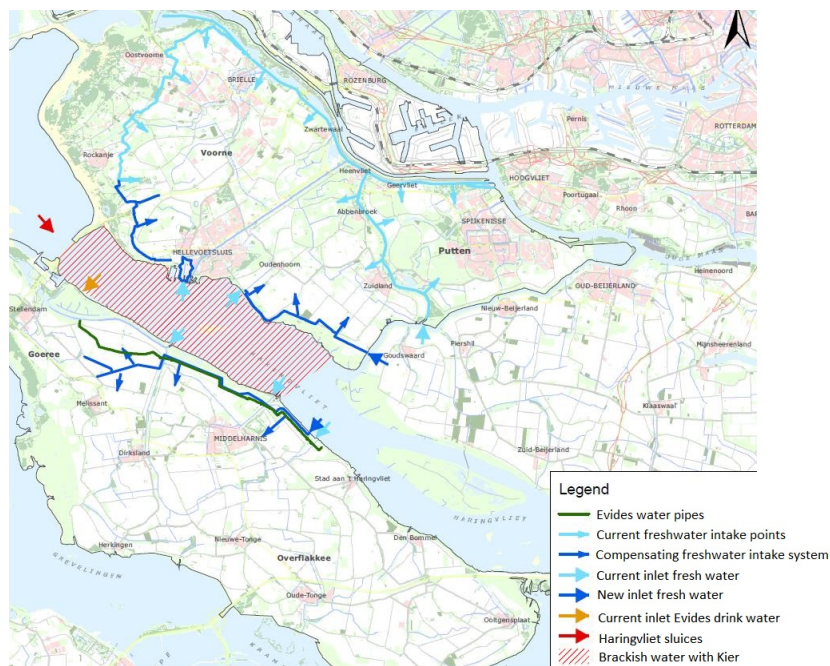 Oostvoorne
BRIELLE
ROZENBURG
Pernis
ROTTERDAM
Zwartewaal
Rockanje
Voorne
Heenvliet
HOOGVLIET
Geervliet
Poortugaal
Abbenbroek
Rhoon
SPIJKENISSE
Putten
HELLEVOETSLUIS
Oudenhoorn
Heinenoord
Zuidland
OUD-BEIJERLAND
Stellendam
Nieuw-Beijerland
Piershil
Mijnsheerenland
Goeree
Goudswaard
Klaaswaal
Melissant
MIDDELHARNIS
Dirksland
Zuid-Beijerland
Stad aan 't Haringvliet
HARINGVLIET
Den Bommel
Herkingen
Nieuwe-Tonge
GREVELINGEN
Overflakkee
Oude-Tonge
Ooltgensplaat
Legend
Evides water pipes
Current freshwater intake points
Compensating freshwater intake system
Current inlet fresh water
New inlet fresh water
Current inlet Evides drink water
Haringvliet sluices
Brackish water with Kier